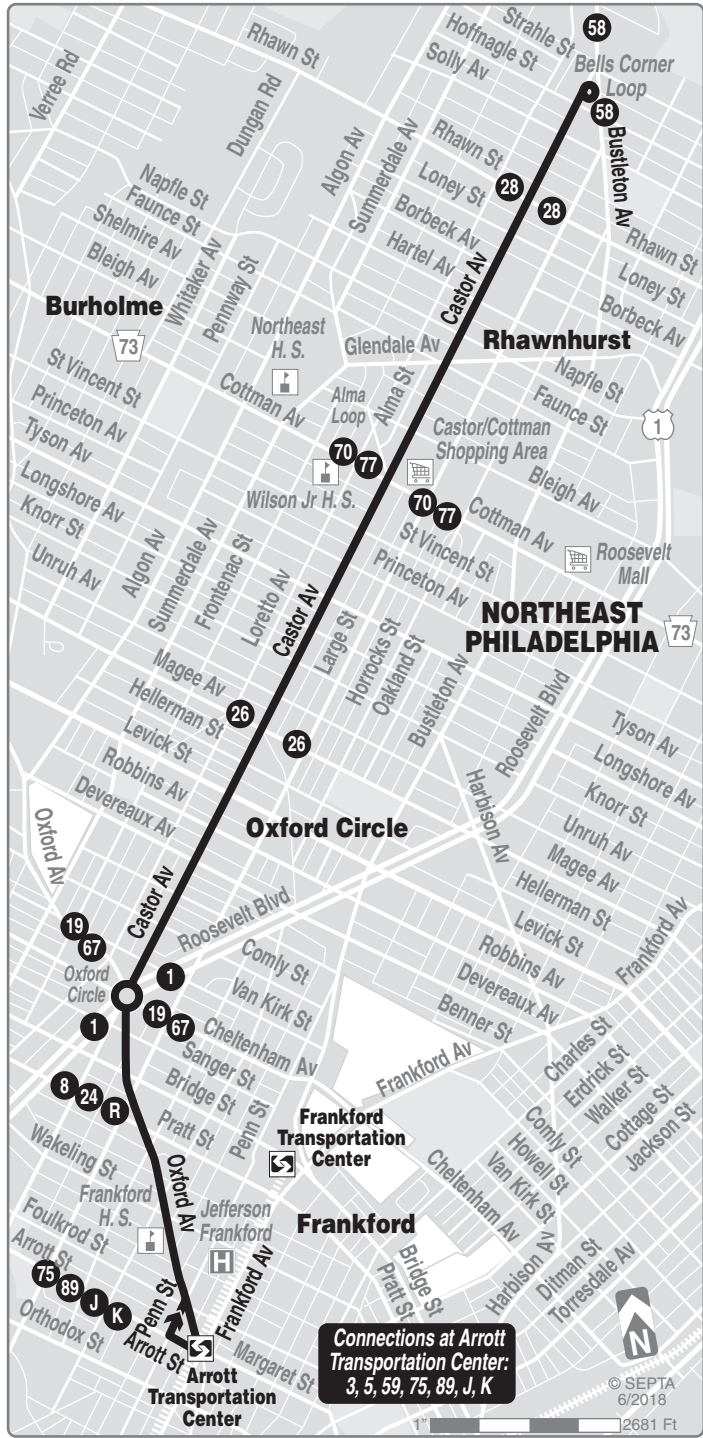 Strahle St
58
Hoffnagle St
Rhawn St
Solly Av
Bells Corner
Loop
58
Verree Rd
Dungan Rd
Algon Av
Summerdale Av
Rhawn St
Loney St
28
28
Bustleton Av
Borbeck Av
Hartel Av
Napfle St
Faunce St
Shelmire Av
Bleigh Av
Whitaker Av
Pennway St
Castor Av
Rhawn St
Loney St
Borbeck Av
Burholme
73
Northeast
H. S.
Glendale Av
Rhawnhurst
St Vincent St
Princeton Av
Tyson Av
Longshore Av
Knorr St
Unruh Av
Cottman Av
Alma
Loop
Alma St
Napfle St
Faunce St
1
Castor/Cottman
Shopping Area
70
77
Wilson Jr H. S.
70
77
Bleigh Av
Cottman Av
St Vincent St
Princeton Av
Roosevelt
Mall
Algon Av
Summerdale Av
Frontenac St
Loretto Av
Castor Av
Large St
Horrocks St
Oakland St
Bustleton Av
NORTHEAST
PHILADELPHIA
73
Roosevelt Blvd
Magee Av
Hellerman St
26
26
Levick St
Robbins Av
Devereaux Av
Tyson Av
Longshore Av
Knorr St
Unruh Av
Magee Av
Hellerman St
Levick St
Robbins Av
Devereaux Av
Benner St
Harbison Av
Oxford Circle
Oxford Av
Castor Av
Roosevelt Blvd
Frankford Av
19
67
Oxford
Circle
1
1
19
67
Comly St
Van Kirk St
Cheltenham Av
Sanger St
Bridge St
Pratt St
Penn St
Frankford Av
Charles St
Erdrick St
Walker St
Cottage St
Jackson St
8
24
R
Frankford
Transportation
Center
Comly St
Howell St
Van Kirk St
Cheltenham Av
Wakeling St
Frankford
H. S.
Oxford Av
Jefferson
Frankford
H
Frankford
Foulkrod St
Arrott St
75
89
J
K
Orthodox St
Penn St
Arrott St
Frankford Av
Bridge St
Pratt St
Harbison Av
Ditman St
Torresdale Av
Margaret St
Arrott
Transportation
Center
Connections at Arrott
Transportation Center:
3, 5, 59, 75, 89, J, K
N
© SEPTA
6/2018
1"
2681 Ft